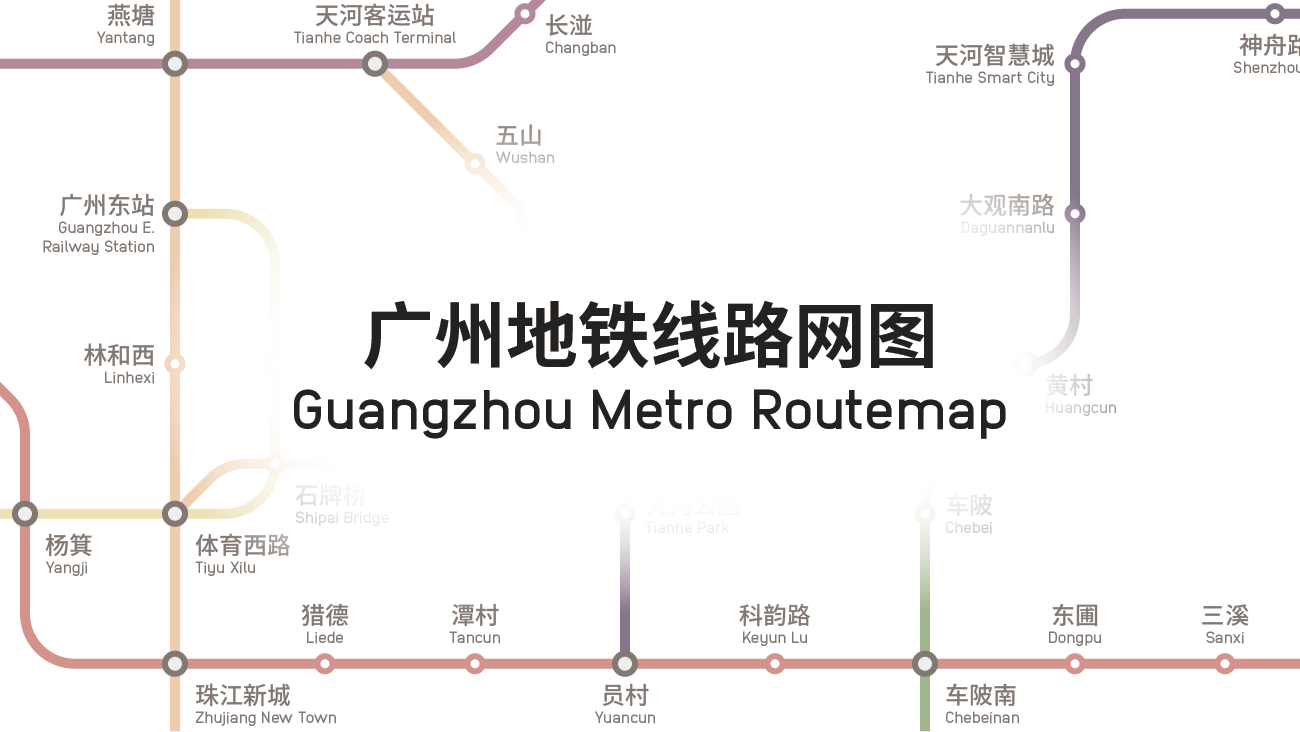 燕塘
Yantang
天河客运站
Tianhe Coach Terminal
长湴
Changban
天河智慧城
Tianhe Smart City
神舟路
Shenzhou
五山
Wushan
广州东站
Guangzhou E.
Railway Station
大观南路
Daguannanlu
林和西
Linhexi
广州地铁线路网图
Guangzhou Metro Routemap
黄村
Huangcun
石牌桥
Shipai Bridge
天河公园
Tianhe Park
车陂
Chebei
杨箕
Yangji
体育西路
Tiyu Xilu
猎德
Liede
潭村
Tancun
科韵路
Keyun Lu
东圃
Dongpu
三溪
Sanxi
珠江新城
Zhujiang New Town
员村
Yuancun
车陂南
Chebeinan